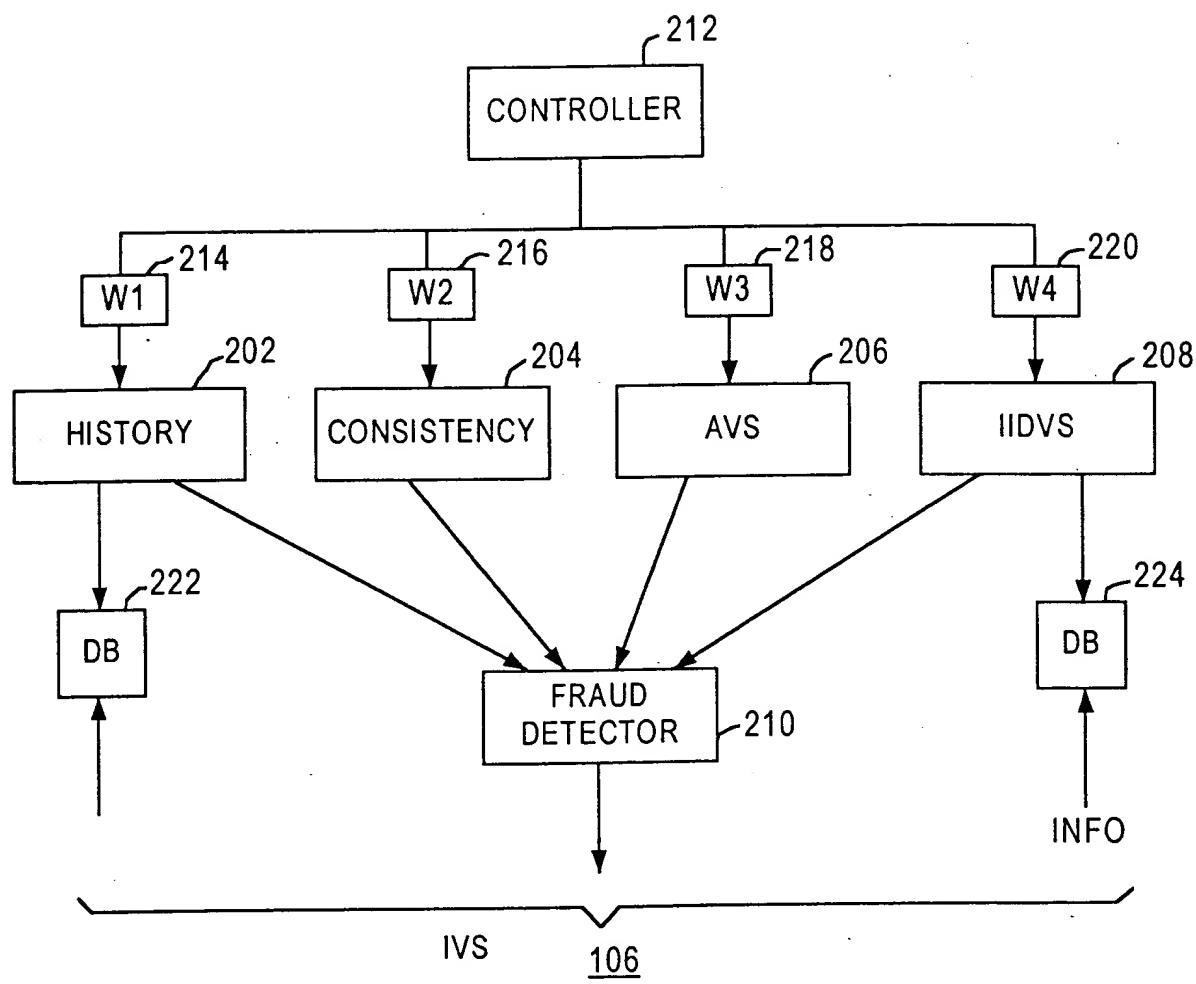 212
CONTROLLER
214
216
218
220
W1
W2
W3
W4
202
204
206
208
HISTORY
CONSISTENCY
AVS
IIDVS
222
224
DB
DB
FRAUD
DETECTOR
210
INFO
IVS
106